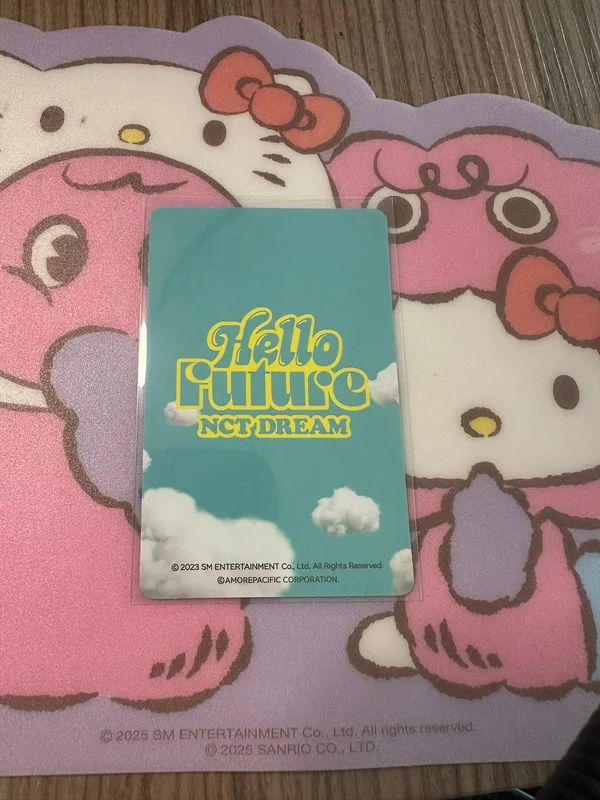 Hello
Future
NCT DREAM
© 2023 SM ENTERTAINMENT Co., Ltd. All Rights Reserved.
©AMOREPACIFIC CORPORATION.
© 2025 SM ENTERTAINMENT Co., Ltd. All rights reserved.
© 2025 SANRIO CO., LTD.